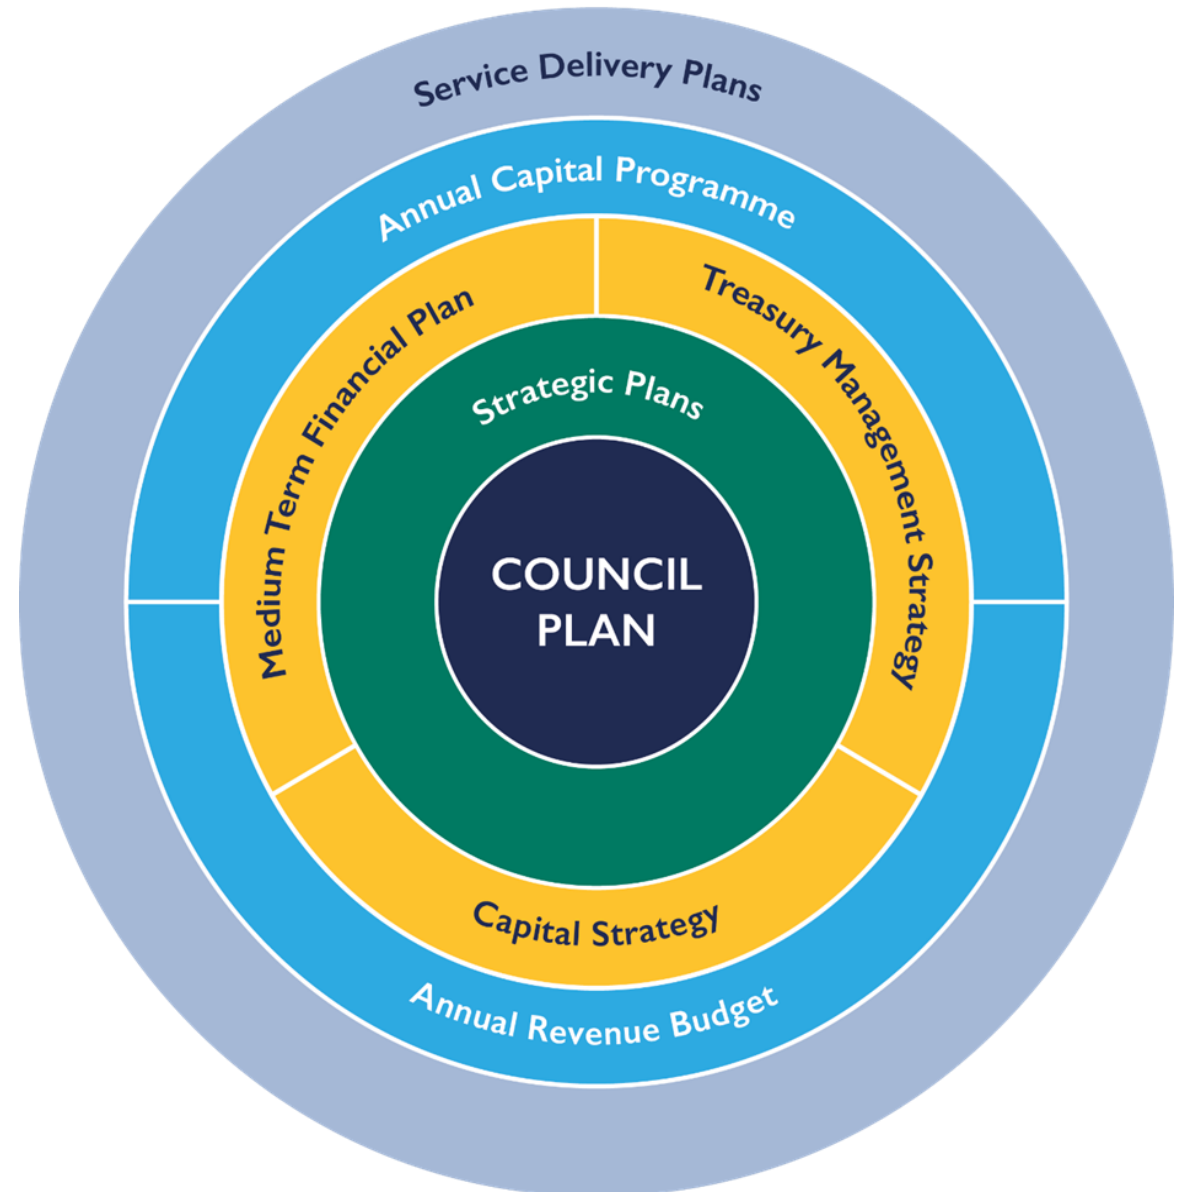 Service Delivery Plans
Annual Capital Programme
Medium Term Financial Plan
Treasury Management Strategy
Strategic Plans
COUNCIL
PLAN
Capital Strategy
Annual Revenue Budget